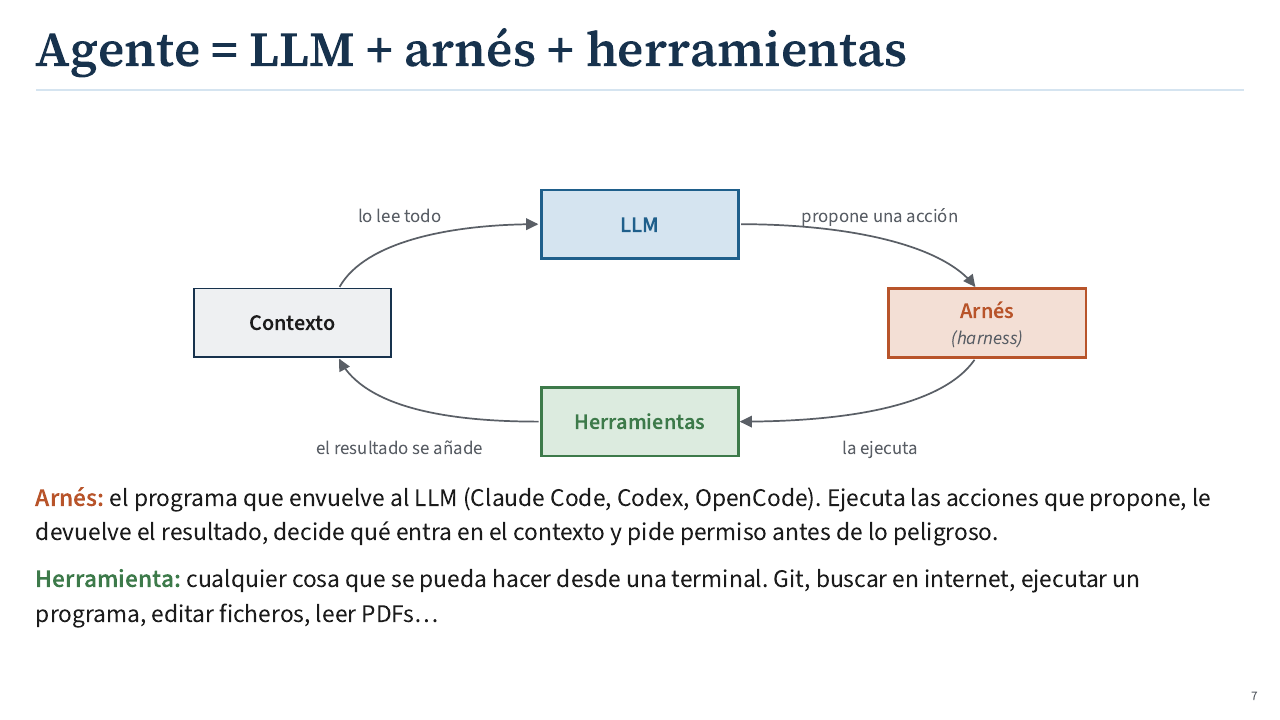 Agente = LLM + arnés + herramientas
lo lee todo
LLM
propone una acción
Contexto
Arnés
(harness)
Herramientas
el resultado se añade
la ejecuta
Arnés: el programa que envuelve al LLM (Claude Code, Codex, OpenCode). Ejecuta las acciones que propone, le
devuelve el resultado, decide qué entra en el contexto y pide permiso antes de lo peligroso.
Herramienta: cualquier cosa que se pueda hacer desde una terminal. Git, buscar en internet, ejecutar un
programa, editar ficheros, leer PDFs…
7